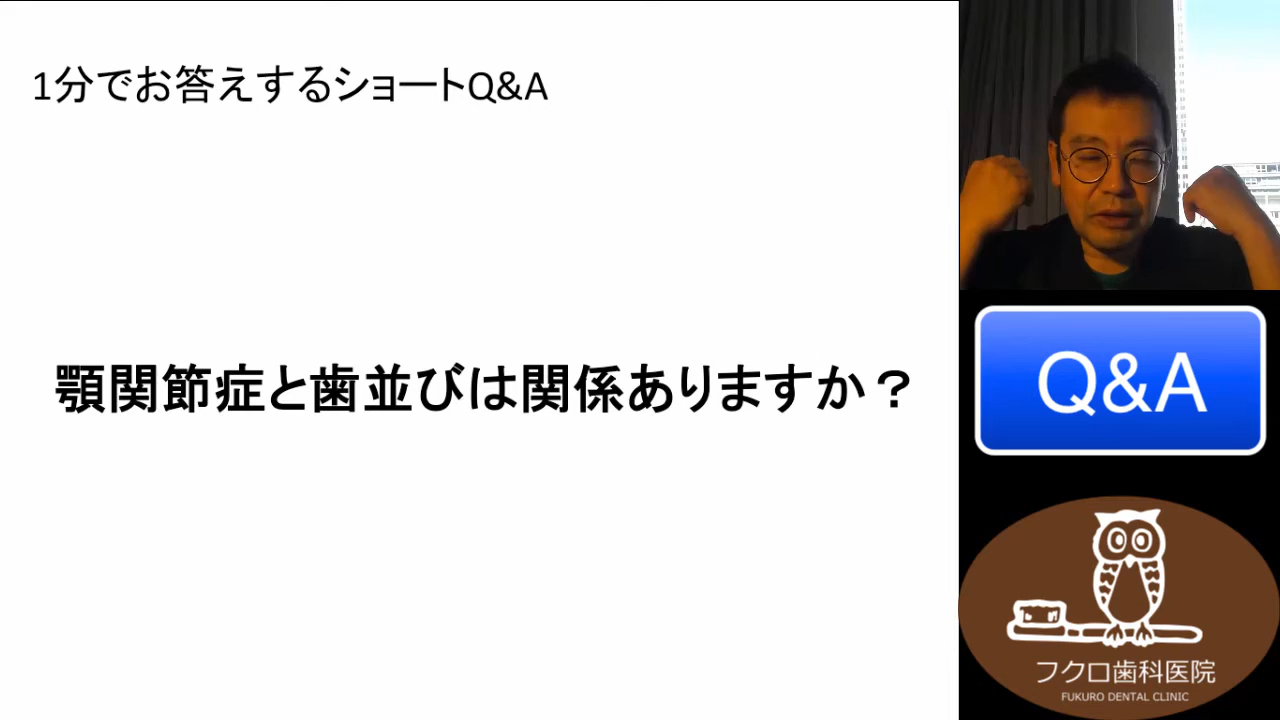 1分でお答えするショートQ&A
顎関節症と歯並びは関係ありますか？
Q&A
フクロ歯科医院
FUKURO DENTAL CLINIC